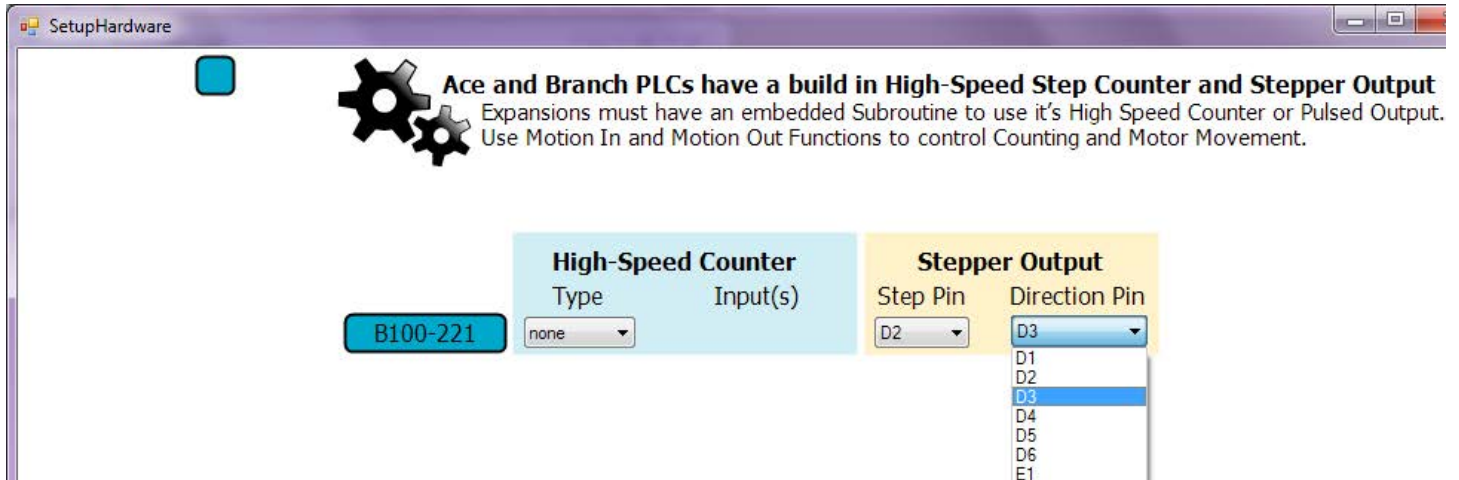 SetupHardware
Ace and Branch PLCs have a build in High-Speed Step Counter and Stepper Output
Expansions must have an embedded Subroutine to use it's High Speed Counter or Pulsed Output.
Use Motion In and Motion Out Functions to control Counting and Motor Movement.
High-Speed Counter Stepper Output
Type Input(s) Step Pin Direction Pin
B100-221 none D2 D3
D1
D2
D3
D4
D5
D6
E1